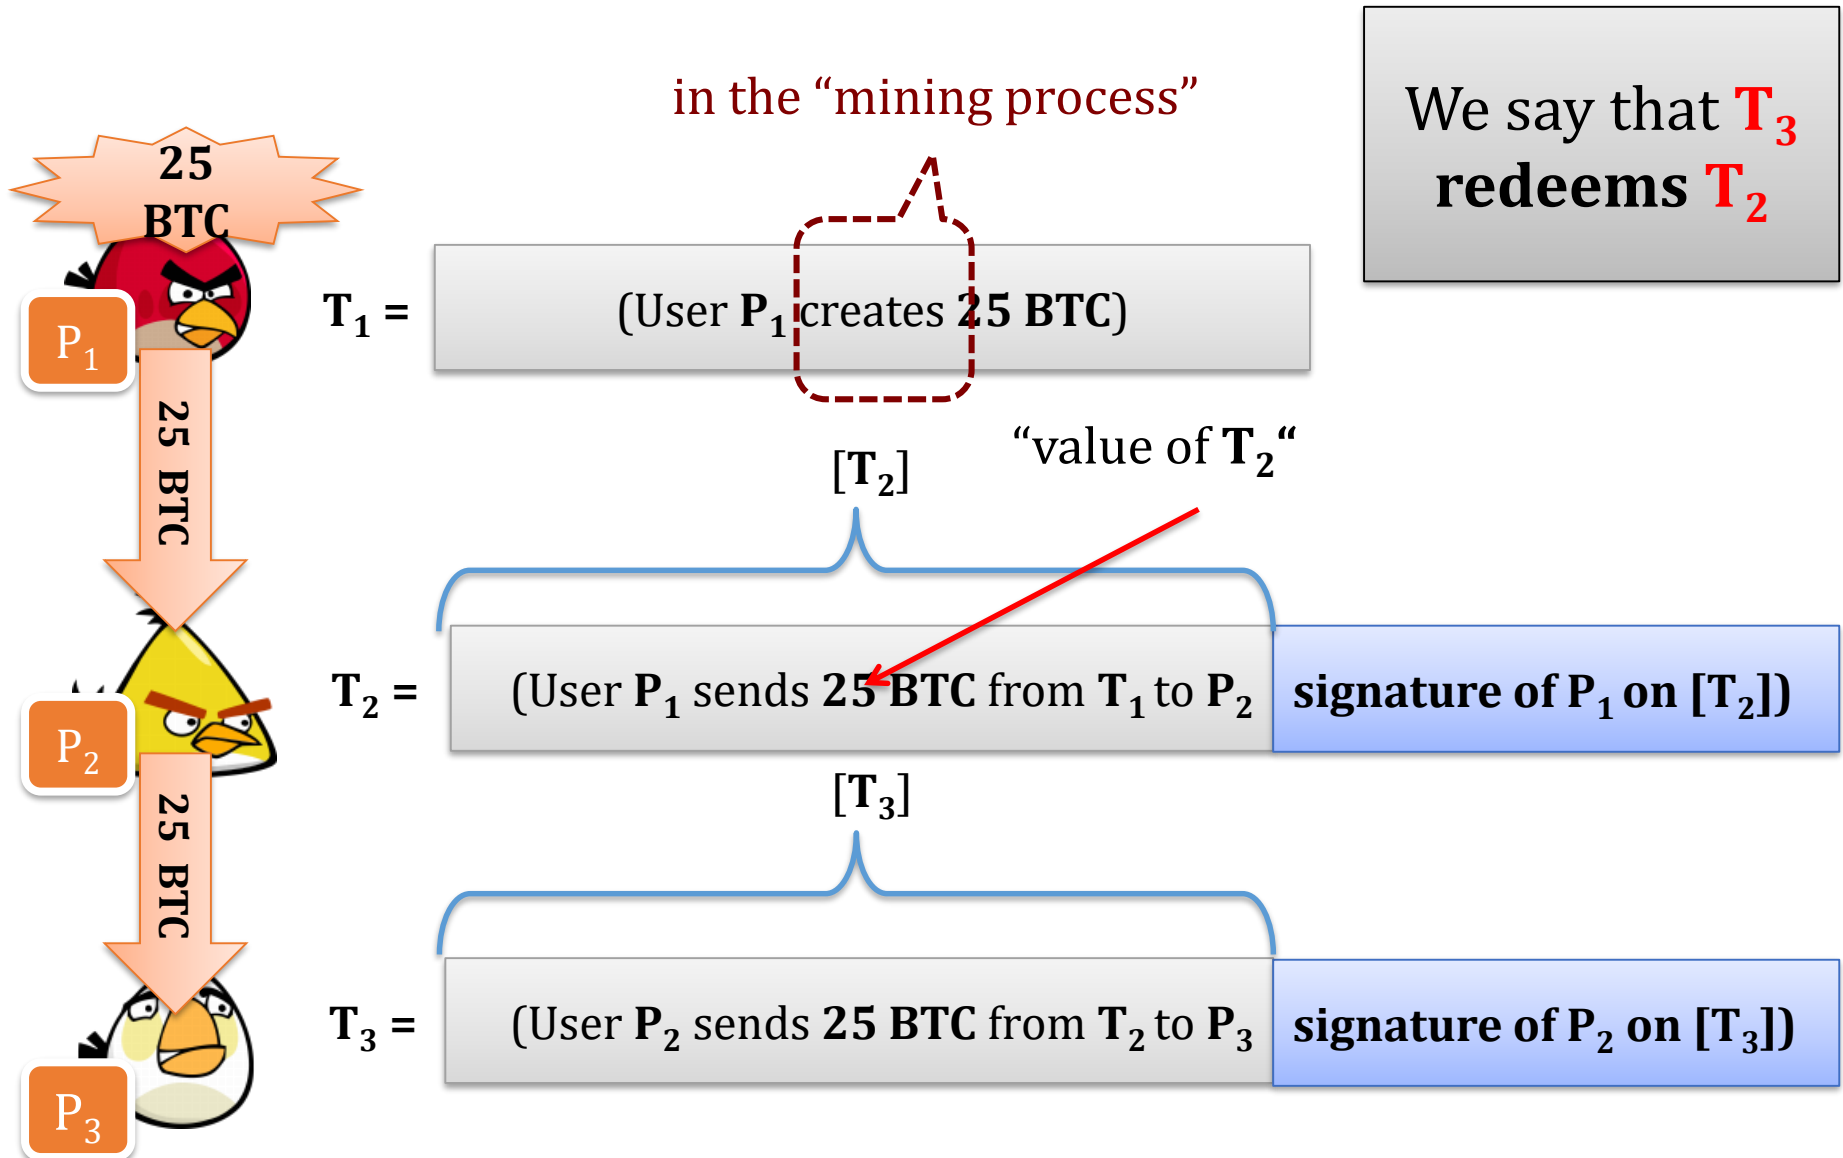 in the “mining process”
We say that T3
redeems T2
25
BTC
P1
T1 =
(User P1 creates 25 BTC)
25 BTC
[T2]
“value of T2“
P2
T2 =
(User P1 sends 25 BTC from T1 to P2
signature of P1 on [T2])
25 BTC
[T3]
P3
T3 =
(User P2 sends 25 BTC from T2 to P3
signature of P2 on [T3])